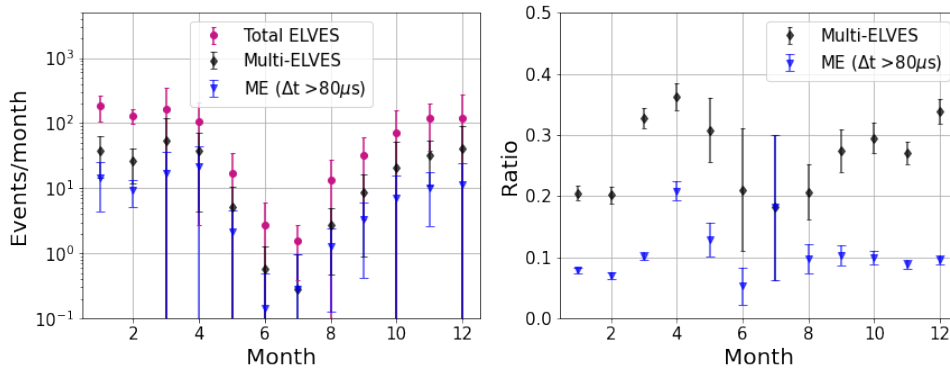 10⁵
10⁴
10³
10²
10¹
10⁰
10⁻¹
Events/month
Total ELVES
Multi-ELVES
ME (Δt >80μs)
2 4 6 8 10 12
Month
0.5
0.4
0.3
0.2
0.1
0.0
Ratio
Multi-ELVES
ME (Δt >80μs)
2 4 6 8 10 12
Month